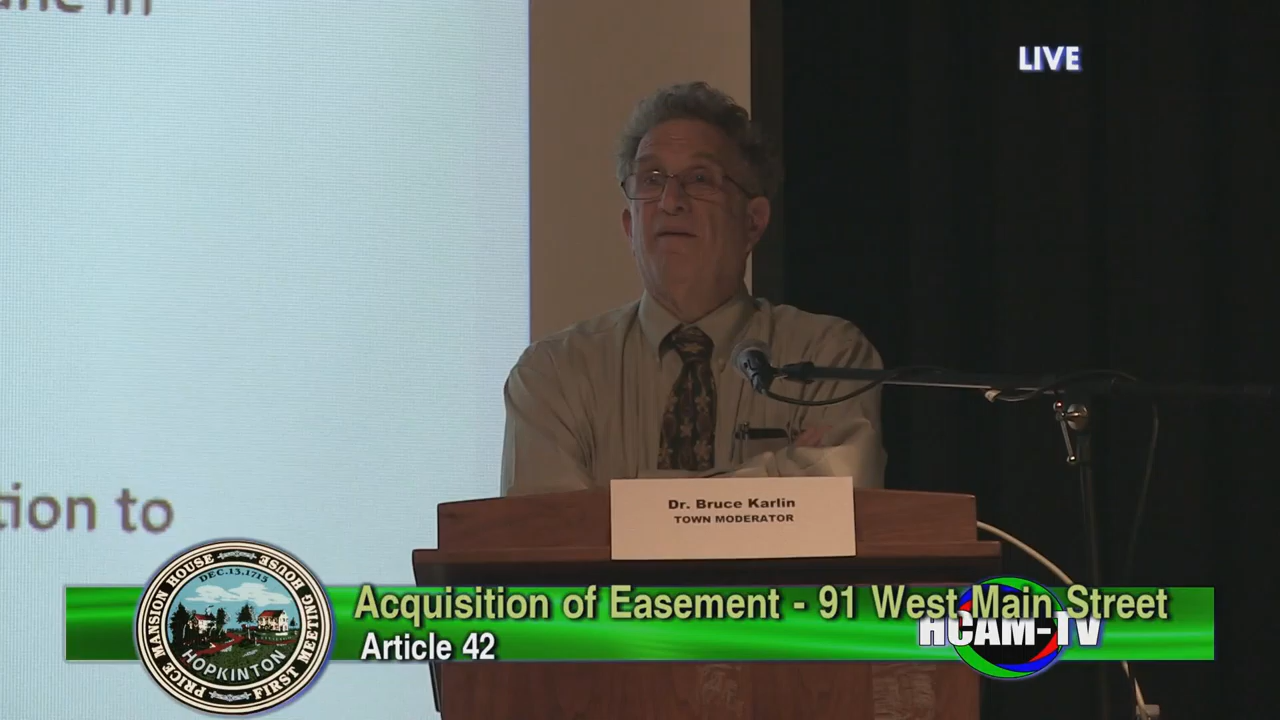 in
LIVE
tion to
Dr. Bruce Karlin
TOWN MODERATOR
PRICE MANSION HOUSE
FIRST MEETING HOUSE
DEC. 13. 1715
HOPKINTON
Acquisition of Easement - 91 West Main Street
Article 42
HCAM-TV